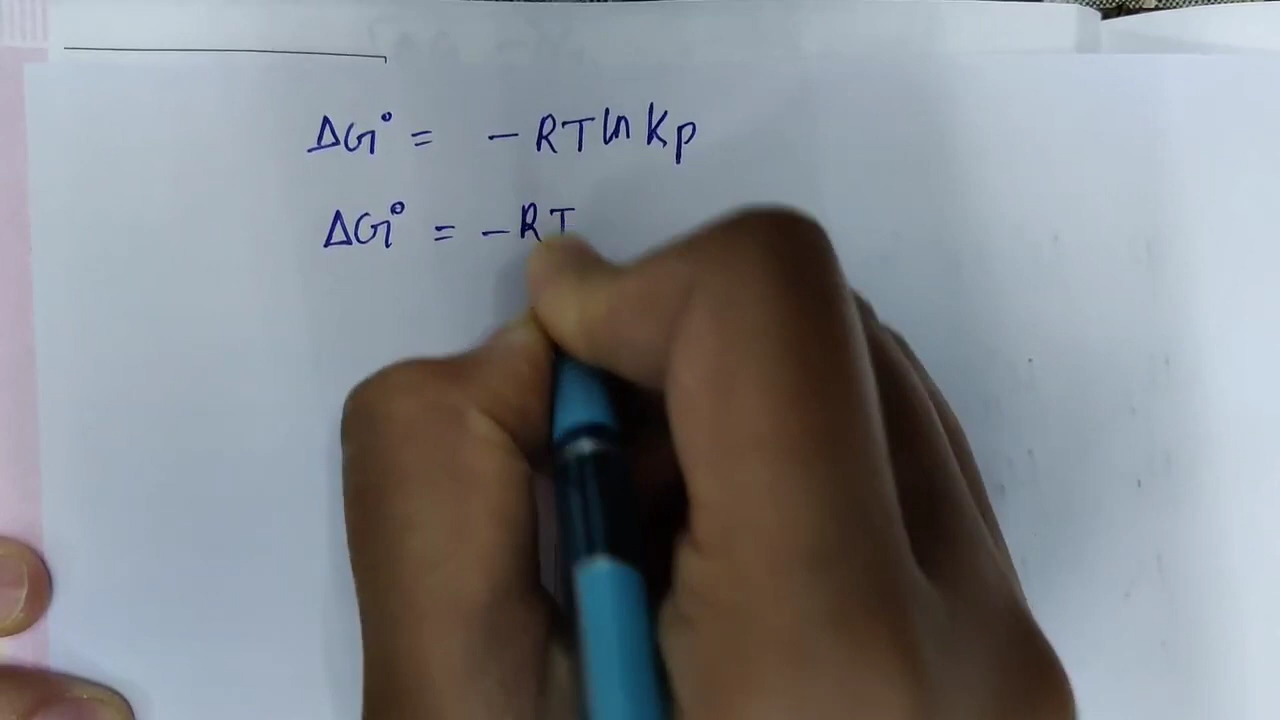 ΔG° = - RT ln Kp
ΔG° = - RT